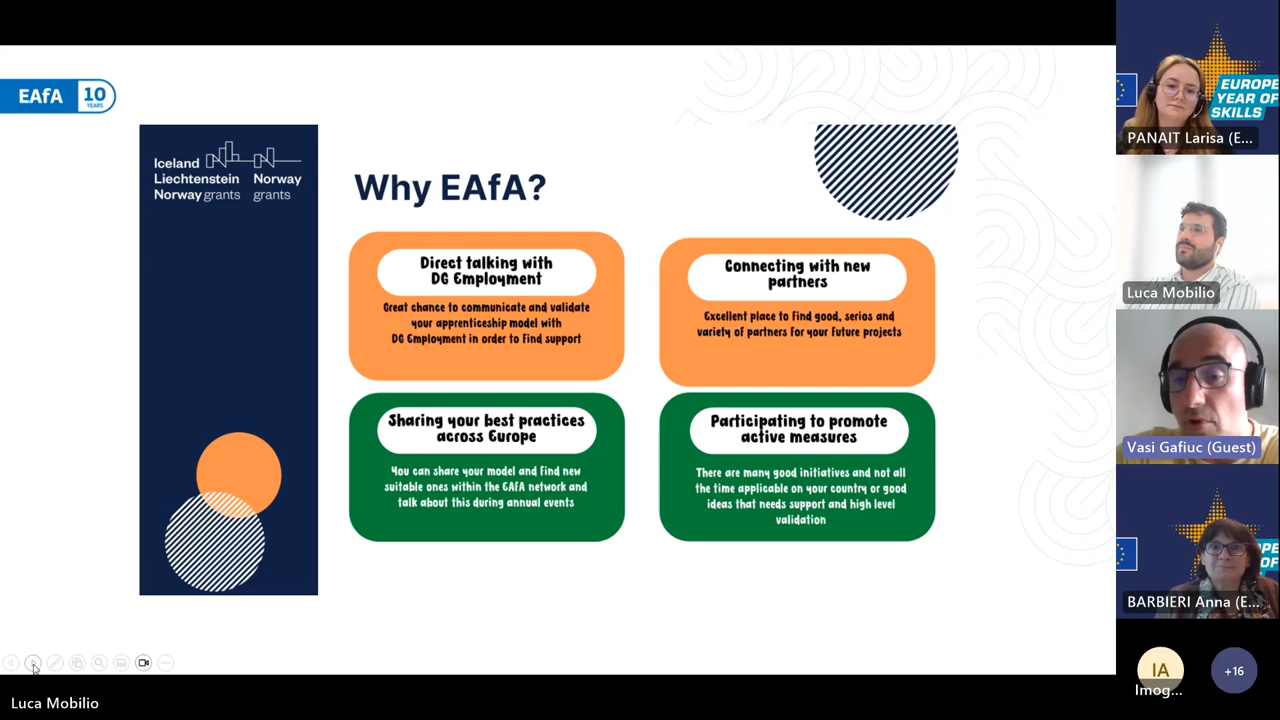 EAfA 10
YEARS
Iceland
Liechtenstein
Norway grants
Norway
grants
Why EAfA?
Direct talking with
DG Employment
Great chance to communicate and validate
your apprenticeship model with
DG Employment in order to find support
Connecting with new
partners
Excellent place to find good, serios and
variety of partners for your future projects
Sharing your best practices
across Europe
You can share your model and find new
suitable ones within the EAFA network and
talk about this during annual events
Participating to promote
active measures
There are many good initiatives and not all
the time applicable on your country or good
ideas that needs support and high level
validation
Luca Mobilio
EUROPE
YEAR OF
SKILLS
PANAIT Larisa (E...
Luca Mobilio
Vasi Gafiuc (Guest)
BARBIERI Anna (E...
IA
Imog...
+16